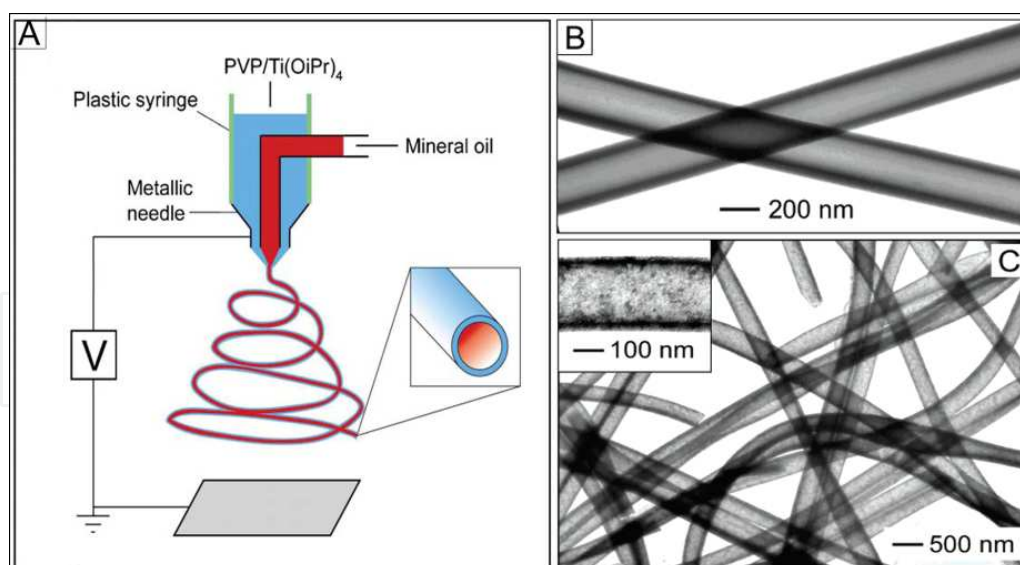 A
PVP/Ti(OiPr)₄
Plastic syringe
Mineral oil
Metallic
needle
V
B
200 nm
C
100 nm
500 nm